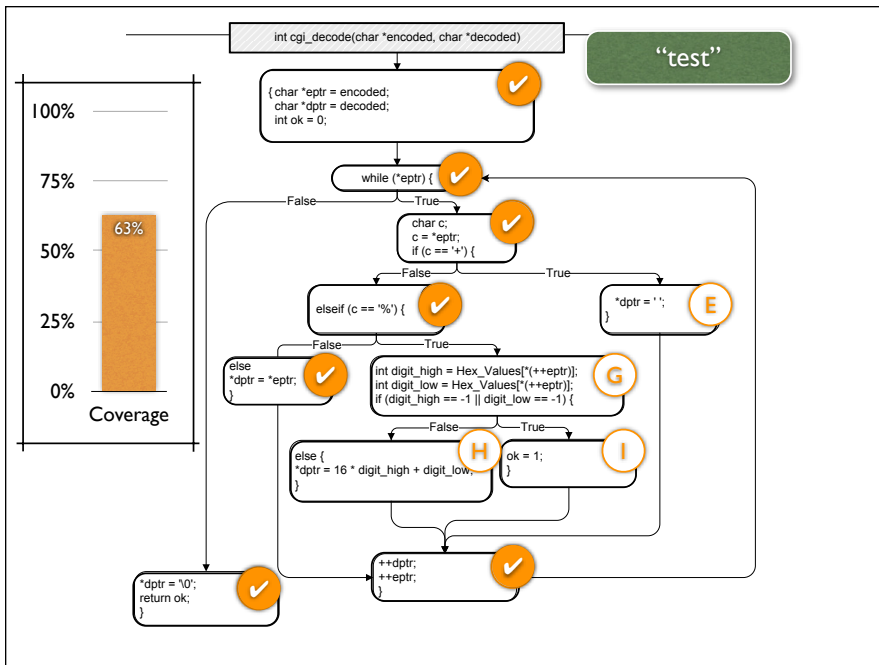 int cgi_decode(char *encoded, char *decoded)
“test”
{ char *eptr = encoded;
char *dptr = decoded;
int ok = 0;
✔
100%
75%
63%
50%
25%
0%
Coverage
while (*eptr) {
✔
False
True
char c;
c = *eptr;
if (c == '+') {
✔
False
True
elseif (c == '%') {
✔
*dptr = ' ';
}
E
False
True
else
*dptr = *eptr;
}
✔
int digit_high = Hex_Values[*(++eptr)];
int digit_low = Hex_Values[*(++eptr)];
if (digit_high == -1 || digit_low == -1) {
G
False
True
else {
*dptr = 16 * digit_high + digit_low;
}
H
ok = 1;
}
I
*dptr = '\0';
return ok;
}
✔
++dptr;
++eptr;
}
✔